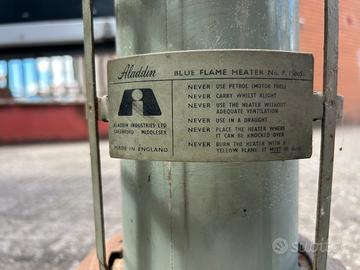 Aladdin BLUE FLAME HEATER No. P.
NEVER USE PETROL (MOTOR FUEL)
NEVER CARRY WHILST ALIGHT
NEVER USE THE HEATER WITHOUT
ADEQUATE VENTILATION
NEVER USE IN A DRAUGHT
NEVER PLACE THE HEATER WHERE
IT CAN BE KNOCKED OVER
NEVER BURN THE HEATER WITH A
YELLOW FLAME IT MUST BE BLUE
ALADDIN INDUSTRIES LTD
GREENFORD MIDDLESEX
MADE IN ENGLAND
subito